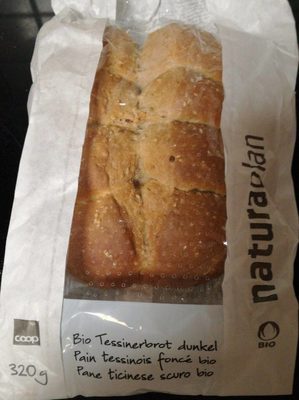 naturaplan
BIO
coop
320g
Bio Tessinerbrot dunkel
Pain tessinois foncé bio
Pane ticinese scuro bio